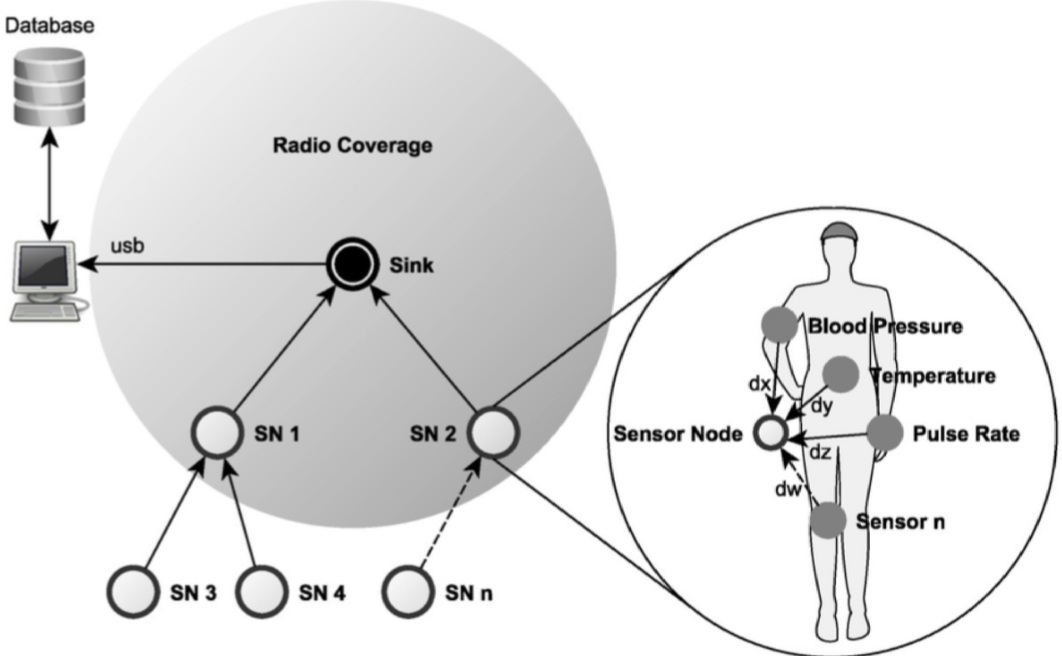 Database
Radio Coverage
usb
Sink
Blood Pressure
Temperature
dx
dy
SN 1
SN 2
Sensor Node
Pulse Rate
dz
dw
Sensor n
SN 3
SN 4
SN n